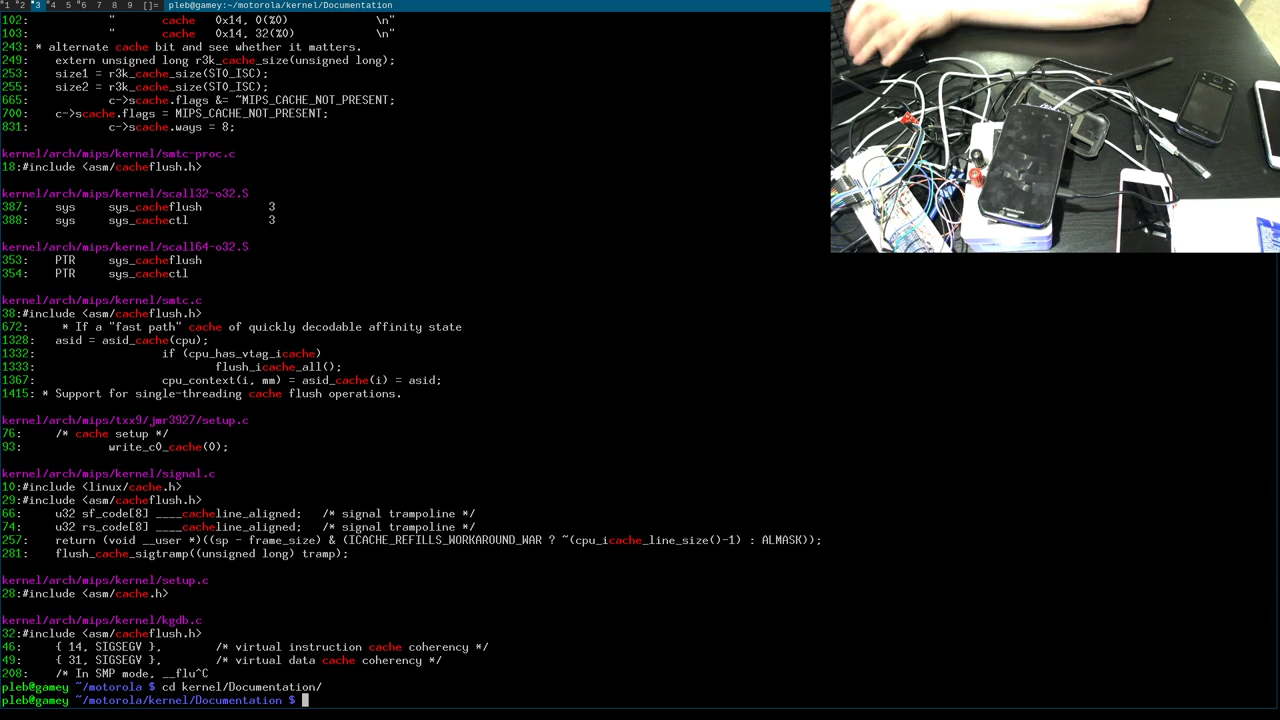 1 2 3 4 5 6 7 8 9 []= pleb@gamey:~/motorola/kernel/Documentation
102: " cache 0x14, 0(%0) \n"
103: " cache 0x14, 32(%0) \n"
243: * alternate cache bit and see whether it matters.
249: extern unsigned long r3k_cache_size(unsigned long);
253: size1 = r3k_cache_size(ST0_ISC);
255: size2 = r3k_cache_size(ST0_ISC);
665: c->scache.flags &= ~MIPS_CACHE_NOT_PRESENT;
700: c->scache.flags = MIPS_CACHE_NOT_PRESENT;
831: c->scache.ways = 8;
kernel/arch/mips/kernel/smtc-proc.c
18:#include <asm/cacheflush.h>
kernel/arch/mips/kernel/scall32-o32.S
387: sys sys_cacheflush 3
388: sys sys_cachectl 3
kernel/arch/mips/kernel/scall64-o32.S
353: PTR sys_cacheflush
354: PTR sys_cachectl
kernel/arch/mips/kernel/smtc.c
38:#include <asm/cacheflush.h>
672: * If a "fast path" cache of quickly decodable affinity state
1328: asid = asid_cache(cpu);
1332: if (cpu_has_vtag_icache)
1333: flush_icache_all();
1367: cpu_context(i, mm) = asid_cache(i) = asid;
1415: * Support for single-threading cache flush operations.
kernel/arch/mips/txx9/jmr3927/setup.c
76: /* cache setup */
93: write_c0_cache(0);
kernel/arch/mips/kernel/signal.c
10:#include <linux/cache.h>
29:#include <asm/cacheflush.h>
66: u32 sf_code[8] ____cacheline_aligned; /* signal trampoline */
74: u32 rs_code[8] ____cacheline_aligned; /* signal trampoline */
257: return (void __user *)((sp - frame_size) & (ICACHE_REFILLS_WORKAROUND_WAR ? ~(cpu_icache_line_size()-1) : ALMASK));
281: flush_cache_sigtramp((unsigned long) tramp);
kernel/arch/mips/kernel/setup.c
28:#include <asm/cache.h>
kernel/arch/mips/kernel/kgdb.c
32:#include <asm/cacheflush.h>
46: { 14, SIGSEGV }, /* virtual instruction cache coherency */
49: { 31, SIGSEGV }, /* virtual data cache coherency */
208: /* In SMP mode, __flu^C
pleb@gamey ~/motorola $ cd kernel/Documentation/
pleb@gamey ~/motorola/kernel/Documentation $